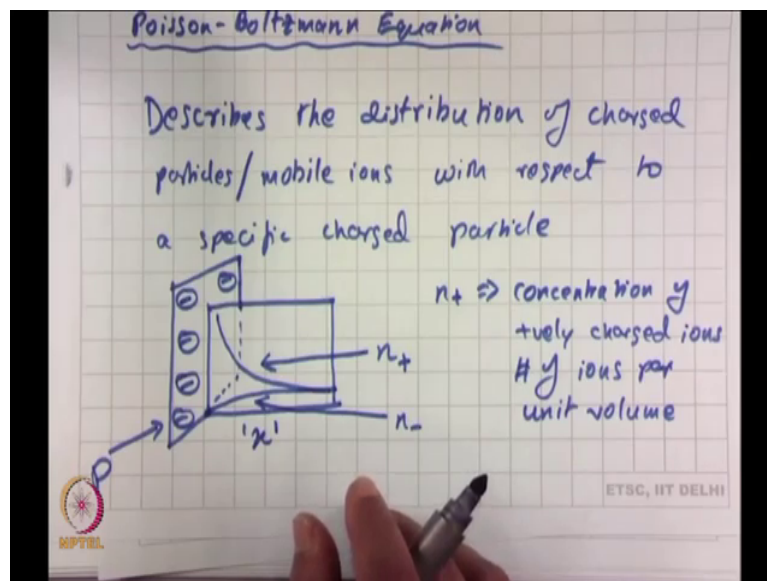 Poisson-Boltzmann Equation
Describes the distribution of charged
particles/mobile ions with respect to
a specific charged particle
n+ => concentration of
+vely charged ions
# of ions per
unit volume
n+
n-
'x'
P
ETSC, IIT DELHI
NPTEL